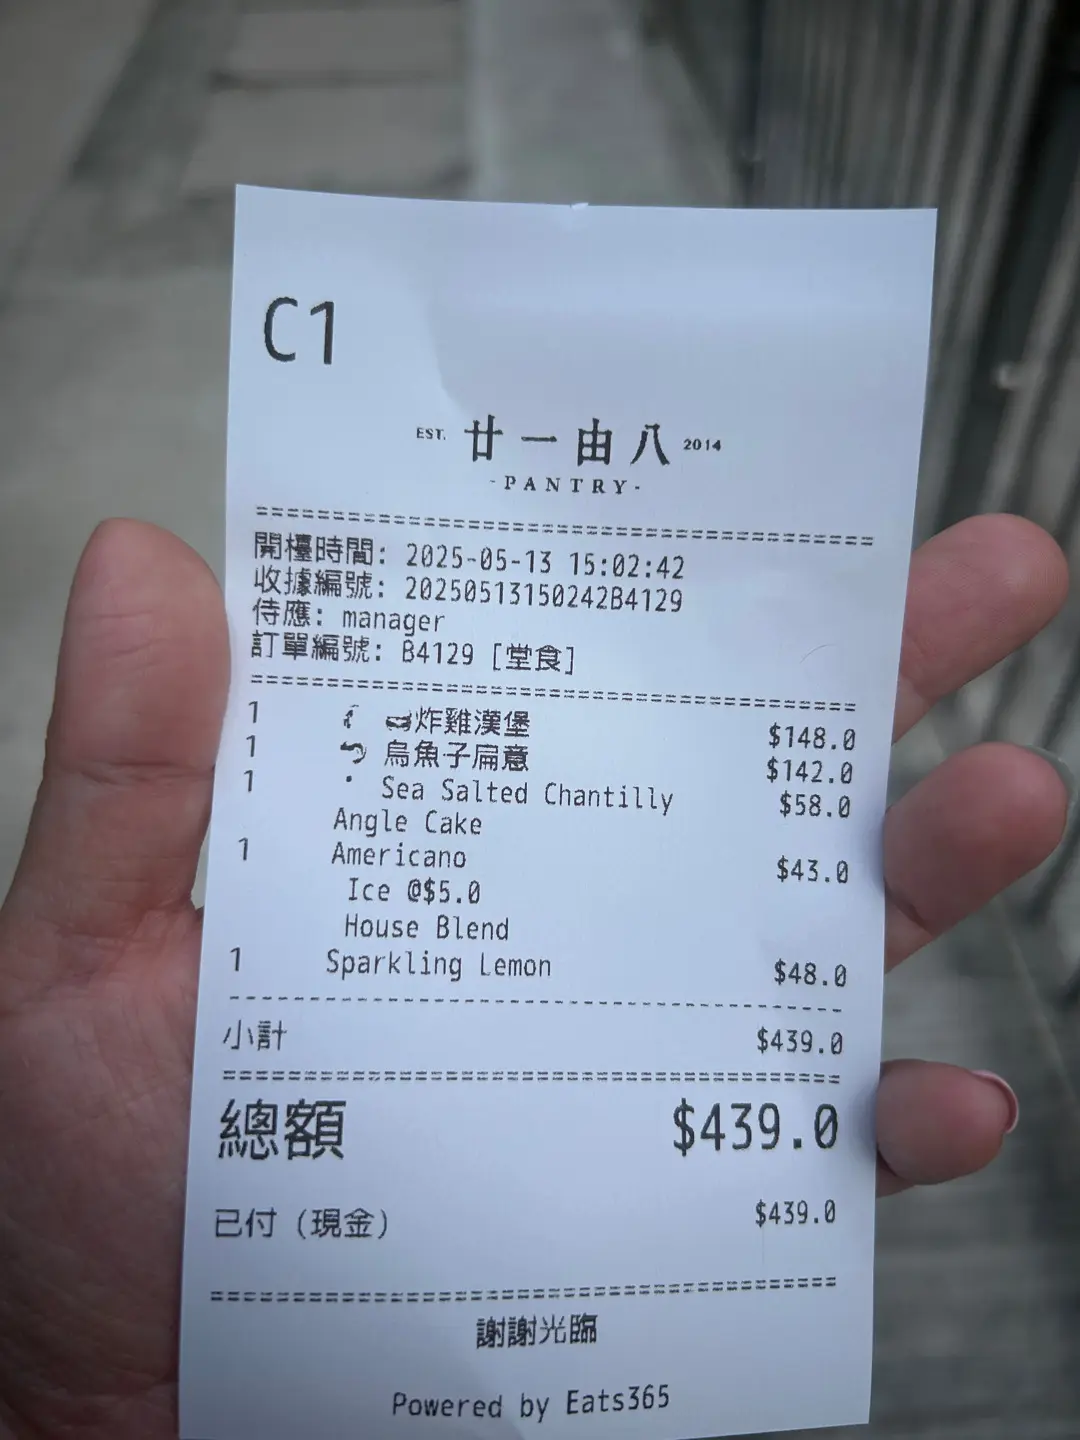 C1
EST. 廿一由八 2014
-PANTRY-
開檯時間: 2025-05-13 15:02:42
收據編號: 20250513150242B4129
侍應: manager
訂單編號: B4129 [堂食]
1 炸雞漢堡 $148.0
1 烏魚子扁意 $142.0
1 Sea Salted Chantilly $58.0
Angle Cake
1 Americano $43.0
Ice @$5.0
House Blend
1 Sparkling Lemon $48.0
小計 $439.0
總額 $439.0
已付 (現金) $439.0
謝謝光臨
Powered by Eats365